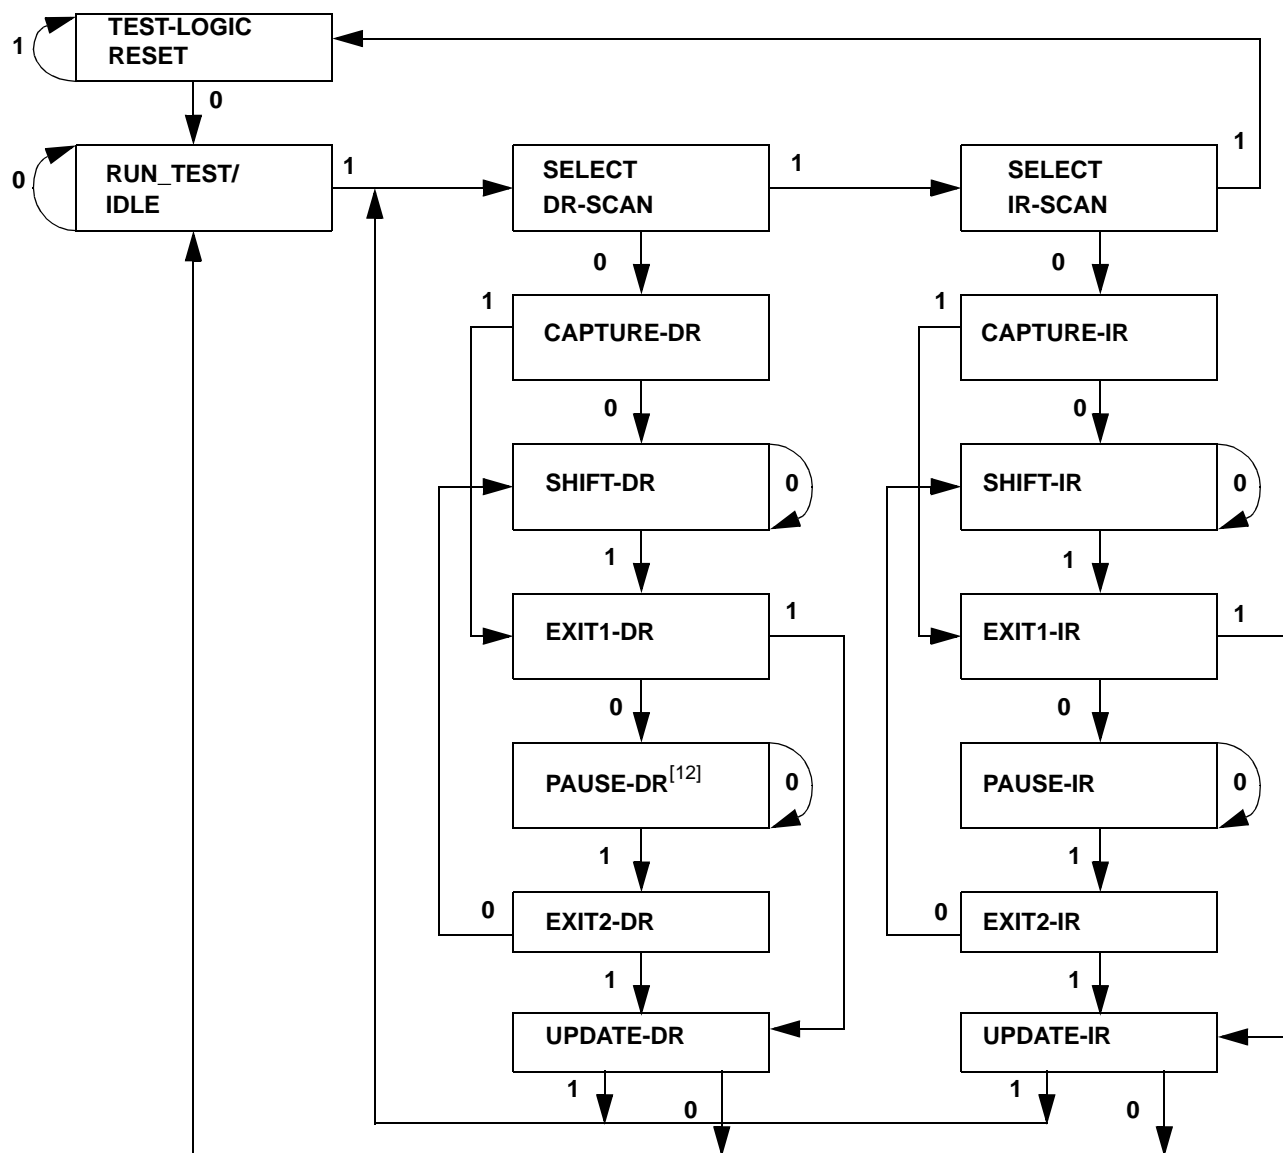 TEST-LOGIC
RESET
1
0
RUN_TEST/
IDLE
0
1
SELECT
DR-SCAN
1
SELECT
IR-SCAN
1
0
0
1
CAPTURE-DR
1
CAPTURE-IR
0
0
SHIFT-DR
0
SHIFT-IR
0
1
1
EXIT1-DR
1
EXIT1-IR
1
0
0
PAUSE-DR[12]
0
PAUSE-IR
0
1
1
0
EXIT2-DR
0
EXIT2-IR
1
1
UPDATE-DR
UPDATE-IR
1
0
1
0